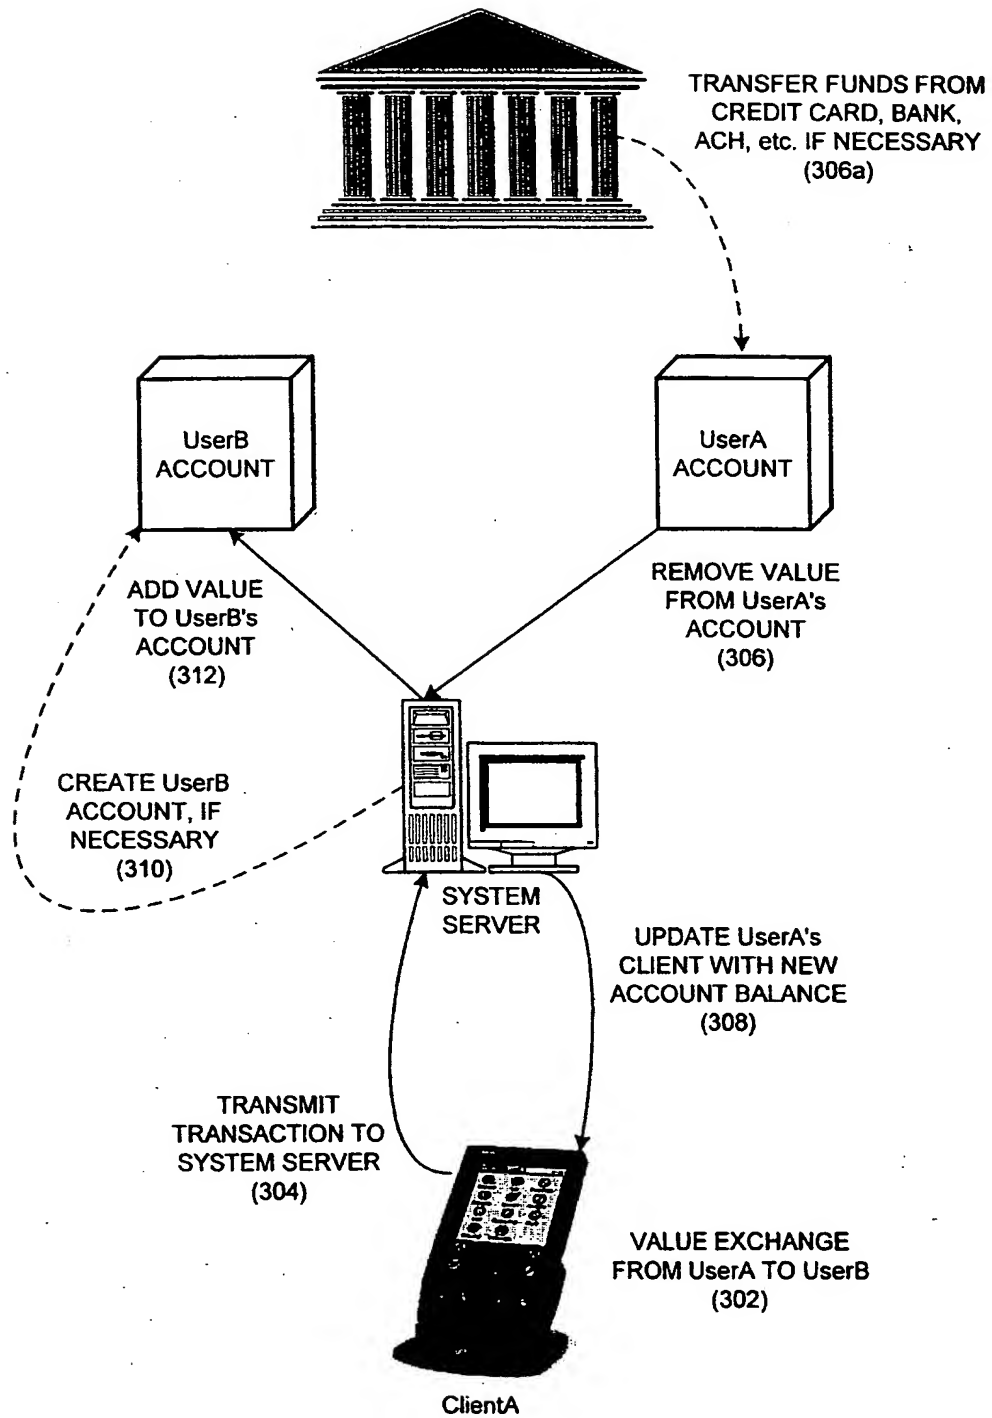 TRANSFER FUNDS FROM
CREDIT CARD, BANK,
ACH, etc. IF NECESSARY
(306a)
UserB
ACCOUNT
UserA
ACCOUNT
ADD VALUE
TO UserB's
ACCOUNT
(312)
REMOVE VALUE
FROM UserA's
ACCOUNT
(306)
CREATE UserB
ACCOUNT, IF
NECESSARY
(310)
SYSTEM
SERVER
UPDATE UserA's
CLIENT WITH NEW
ACCOUNT BALANCE
(308)
TRANSMIT
TRANSACTION TO
SYSTEM SERVER
(304)
VALUE EXCHANGE
FROM UserA TO UserB
(302)
ClientA